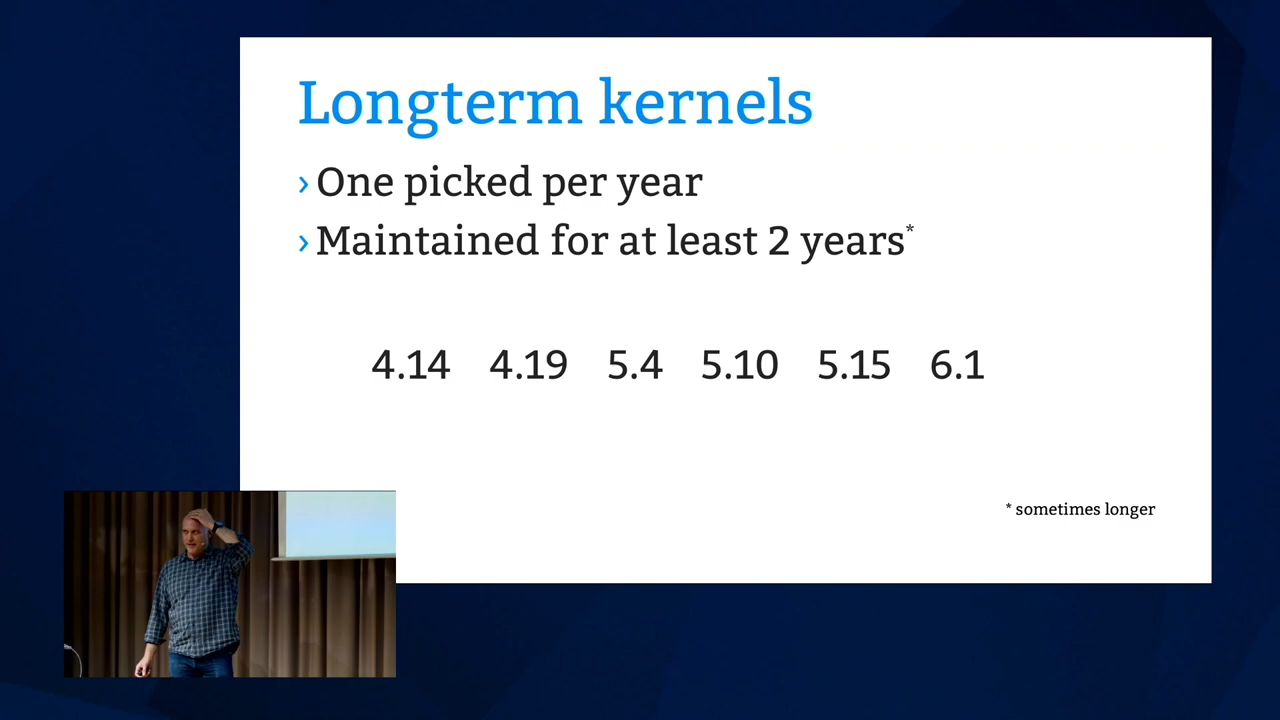 Longterm kernels
› One picked per year
› Maintained for at least 2 years*
4.14 4.19 5.4 5.10 5.15 6.1
* sometimes longer